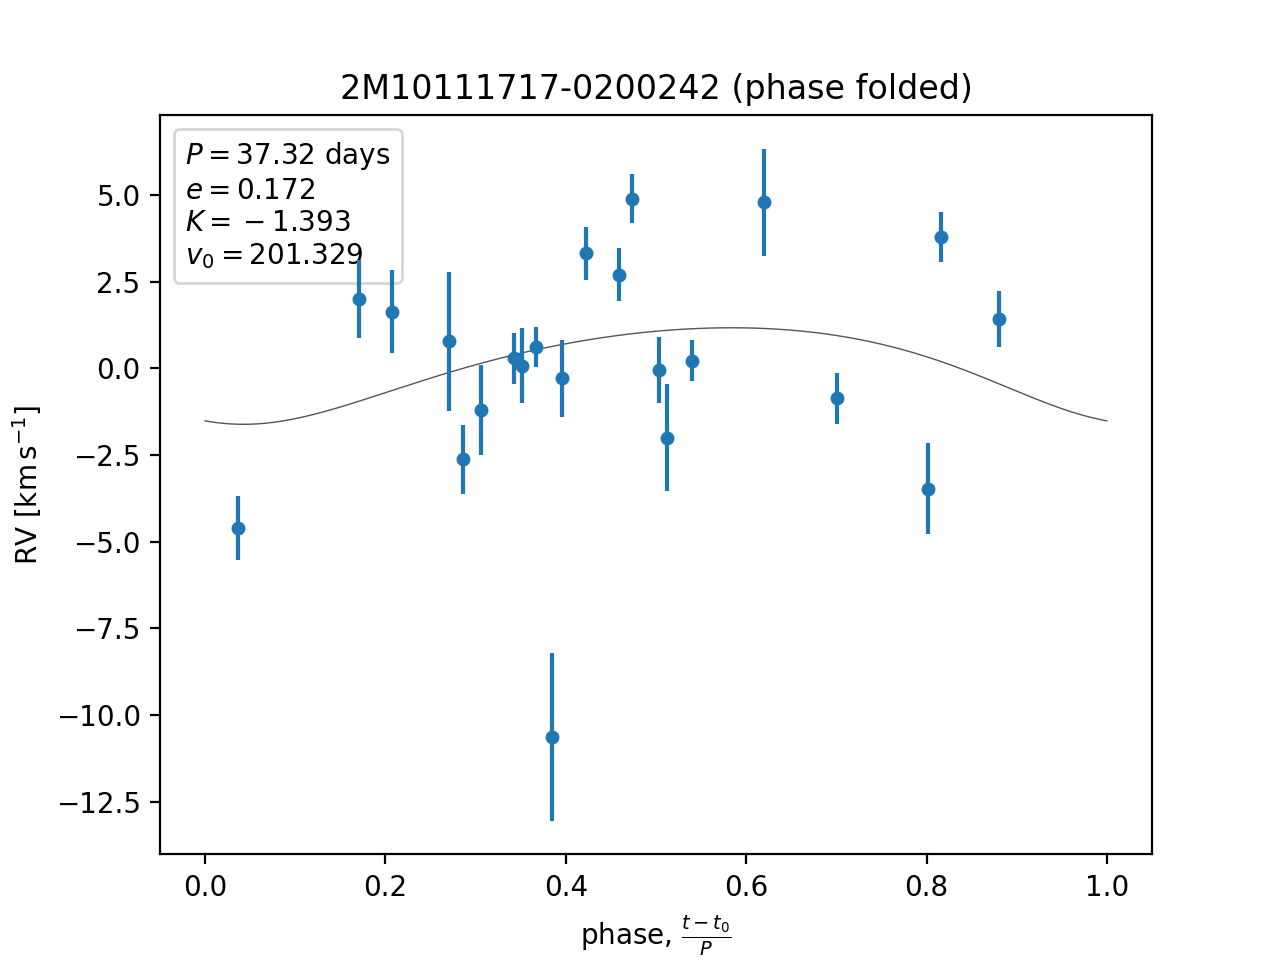 2M10111717-0200242 (phase folded)
P = 37.32 days
e = 0.172
K = −1.393
v₀ = 201.329
5.0
2.5
0.0
−2.5
−5.0
−7.5
−10.0
−12.5
RV [km s⁻¹]
0.0 0.2 0.4 0.6 0.8 1.0
phase, (t − t₀)/P